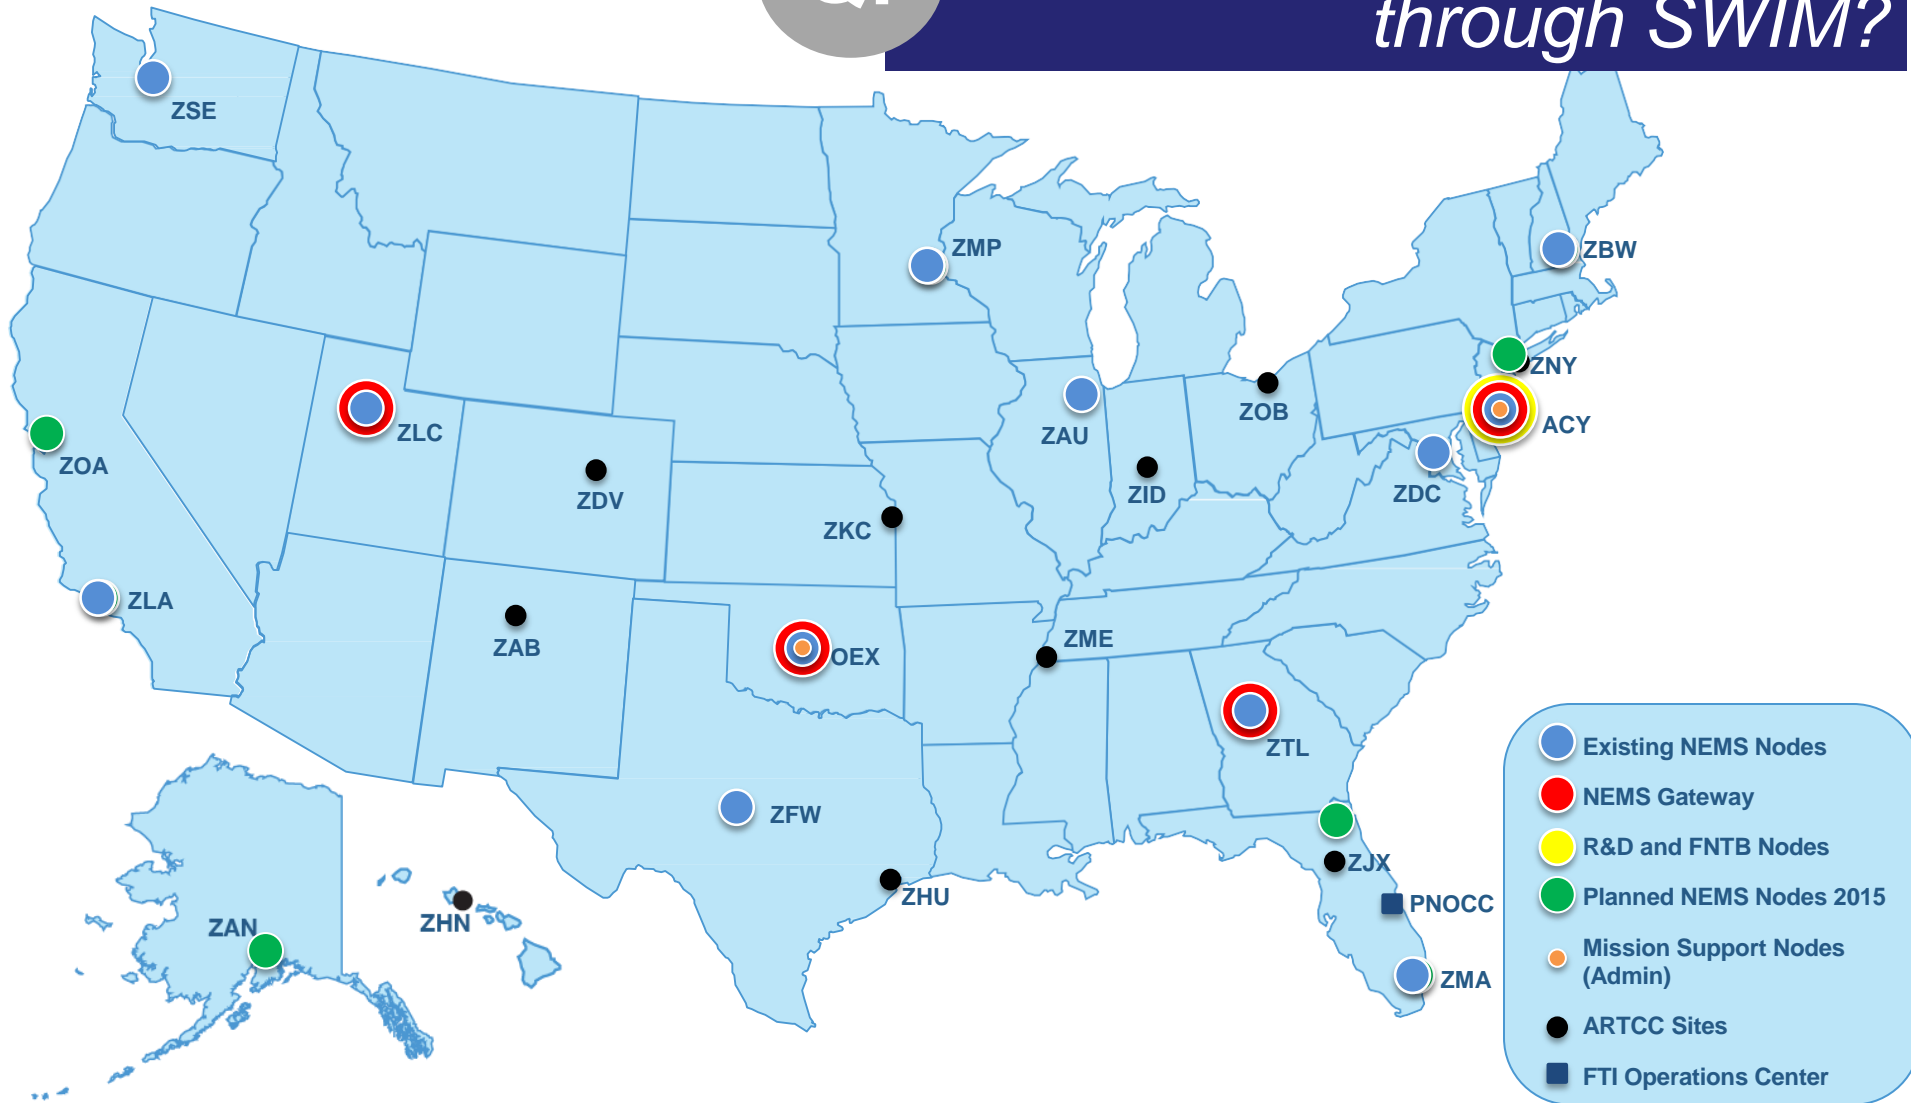 through SWIM?
ZSE
ZMP
ZBW
ZNY
ZLC
ZAU
ZOB
ACY
ZOA
ZDV
ZID
ZDC
ZKC
ZLA
ZAB
OEX
ZME
ZTL
ZFW
ZJX
ZHU
PNOCC
ZAN
ZHN
ZMA
Existing NEMS Nodes
NEMS Gateway
R&D and FNTB Nodes
Planned NEMS Nodes 2015
Mission Support Nodes
(Admin)
ARTCC Sites
FTI Operations Center